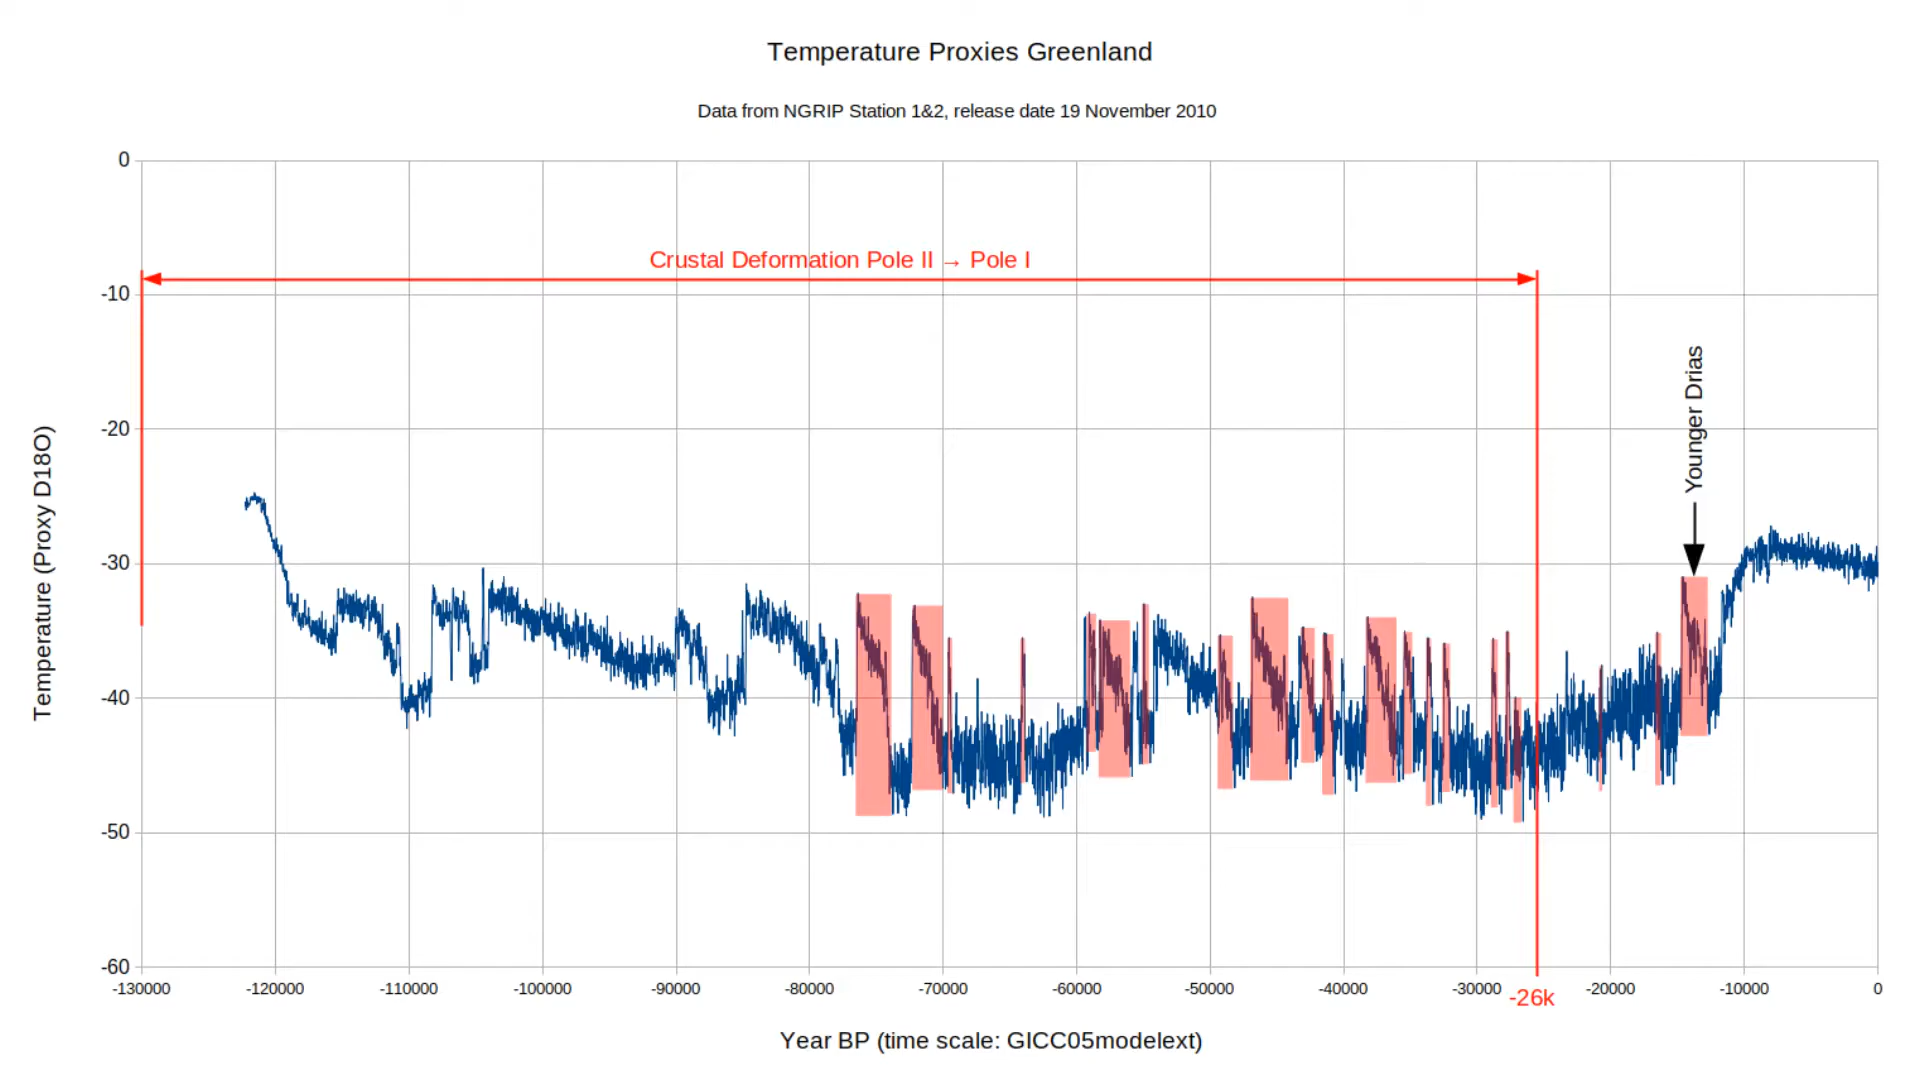 Temperature Proxies Greenland
Data from NGRIP Station 1&2, release date 19 November 2010
0
-10
-20
-30
-40
-50
-60
Temperature (Proxy D18O)
Crustal Deformation Pole II → Pole I
Younger Drias
-130000 -120000 -110000 -100000 -90000 -80000 -70000 -60000 -50000 -40000 -30000 -20000 -10000 0
-26k
Year BP (time scale: GICC05modelext)